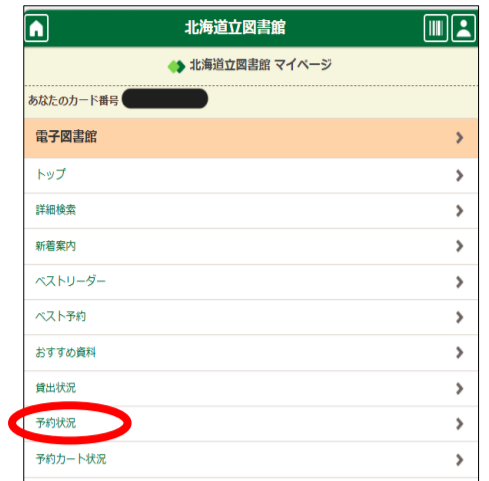 北海道立図書館
北海道立図書館 マイページ
あなたのカード番号
電子図書館
トップ
詳細検索
新着案内
ベストリーダー
ベスト予約
おすすめ資料
貸出状況
予約状況
予約カート状況